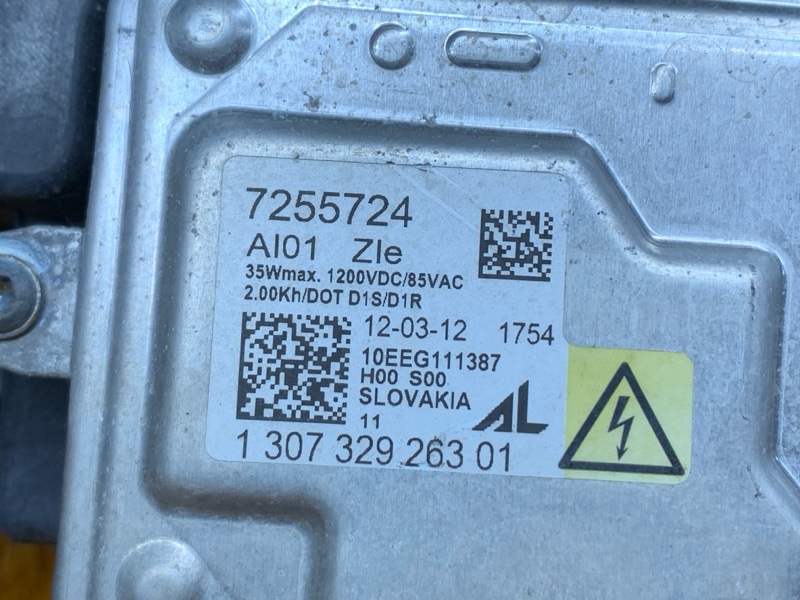 7255724
AI01 ZIe
35Wmax. 1200VDC/85VAC
2.00Kh/DOT D1S/D1R
12-03-12 1754
10EEG111387
H00 S00
SLOVAKIA
AL
11
1 307 329 263 01